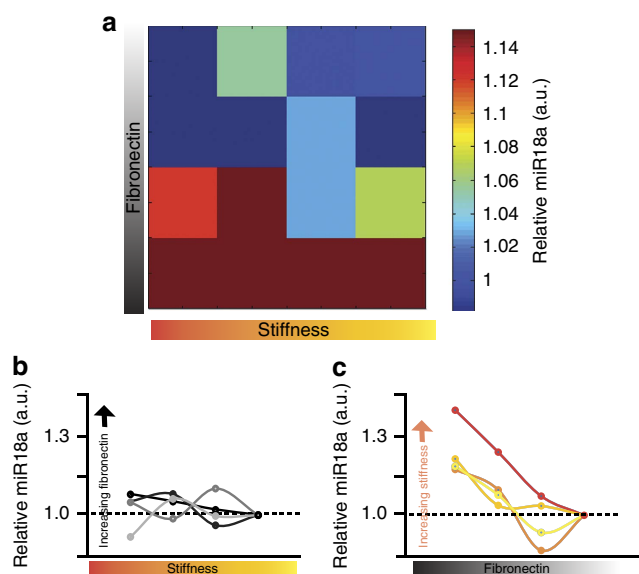 a
Fibronectin
1.14
1.12
1.1
1.08
1.06
1.04
1.02
1
Relative miR18a (a.u.)
Stiffness
b
Relative miR18a (a.u.)
1.3
1.0
Increasing fibronectin
Stiffness
c
Relative miR18a (a.u.)
1.3
1.0
Increasing stiffness
Fibronectin